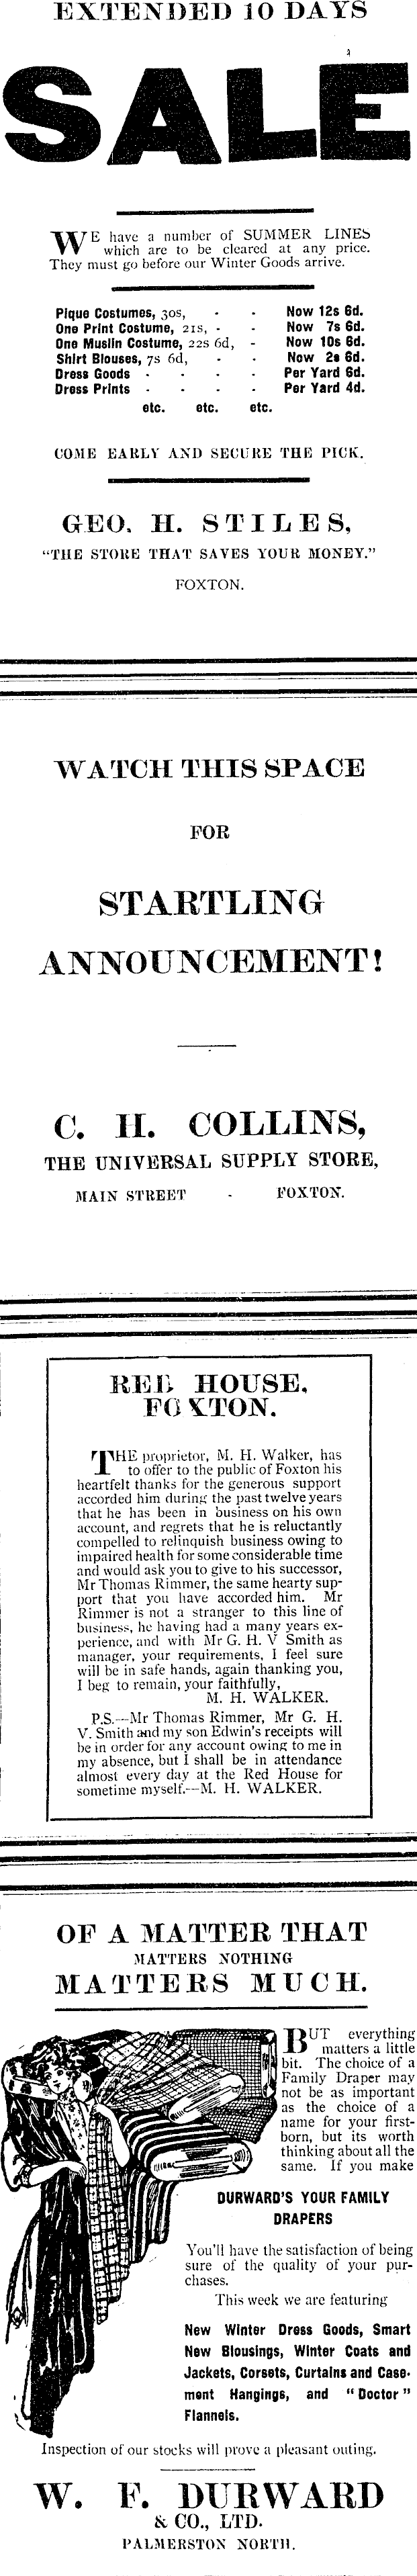 EXTENDED 10 DAYS
SALE
WE have a number of SUMMER LINES
which are to be cleared at any price.
They must go before our Winter Goods arrive.
Pique Costumes, 30s, - - Now 12s 6d.
One Print Costume, 21s, - - Now 7s 6d.
One Muslin Costume, 22s 6d, - Now 10s 6d.
Shirt Blouses, 7s 6d, - - Now 2s 6d.
Dress Goods - - - - Per Yard 6d.
Dress Prints - - - - Per Yard 4d.
etc. etc. etc.
COME EARLY AND SECURE THE PICK.
GEO. H. STILES,
"THE STORE THAT SAVES YOUR MONEY."
FOXTON.
WATCH THIS SPACE
FOR
STARTLING
ANNOUNCEMENT!
C. H. COLLINS,
THE UNIVERSAL SUPPLY STORE,
MAIN STREET - FOXTON.
RED HOUSE,
FOXTON.
THE proprietor, M. H. Walker, has
to offer to the public of Foxton his
heartfelt thanks for the generous support
accorded him during the past twelve years
that he has been in business on his own
account, and regrets that he is reluctantly
compelled to relinquish business owing to
impaired health for some considerable time
and would ask you to give to his successor,
Mr Thomas Rimmer, the same hearty sup-
port that you have accorded him. Mr
Rimmer is not a stranger to this line of
business, he having had a many years ex-
perience, and with Mr G. H. V Smith as
manager, your requirements, I feel sure
will be in safe hands, again thanking you,
I beg to remain, your faithfully,
M. H. WALKER.
P.S.—Mr Thomas Rimmer, Mr G. H.
V. Smith and my son Edwin's receipts will
be in order for any account owing to me in
my absence, but I shall be in attendance
almost every day at the Red House for
sometime myself.—M. H. WALKER.
OF A MATTER THAT
MATTERS NOTHING
MATTERS MUCH.
BUT everything
matters a little
bit. The choice of a
Family Draper may
not be as important
as the choice of a
name for your first-
born, but its worth
thinking about all the
same. If you make
DURWARD'S YOUR FAMILY
DRAPERS
You'll have the satisfaction of being
sure of the quality of your pur-
chases.
This week we are featuring
New Winter Dress Goods, Smart
New Blousings, Winter Coats and
Jackets, Corsets, Curtains and Case-
ment Hangings, and "Doctor"
Flannels.
Inspection of our stocks will prove a pleasant outing.
W. F. DURWARD
& CO., LTD.
PALMERSTON NORTH.